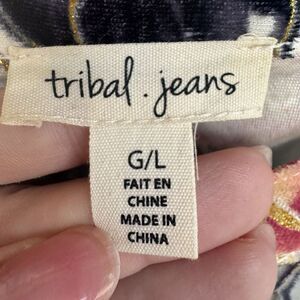 tribal . jeans
G/L
FAIT EN
CHINE
MADE IN
CHINA